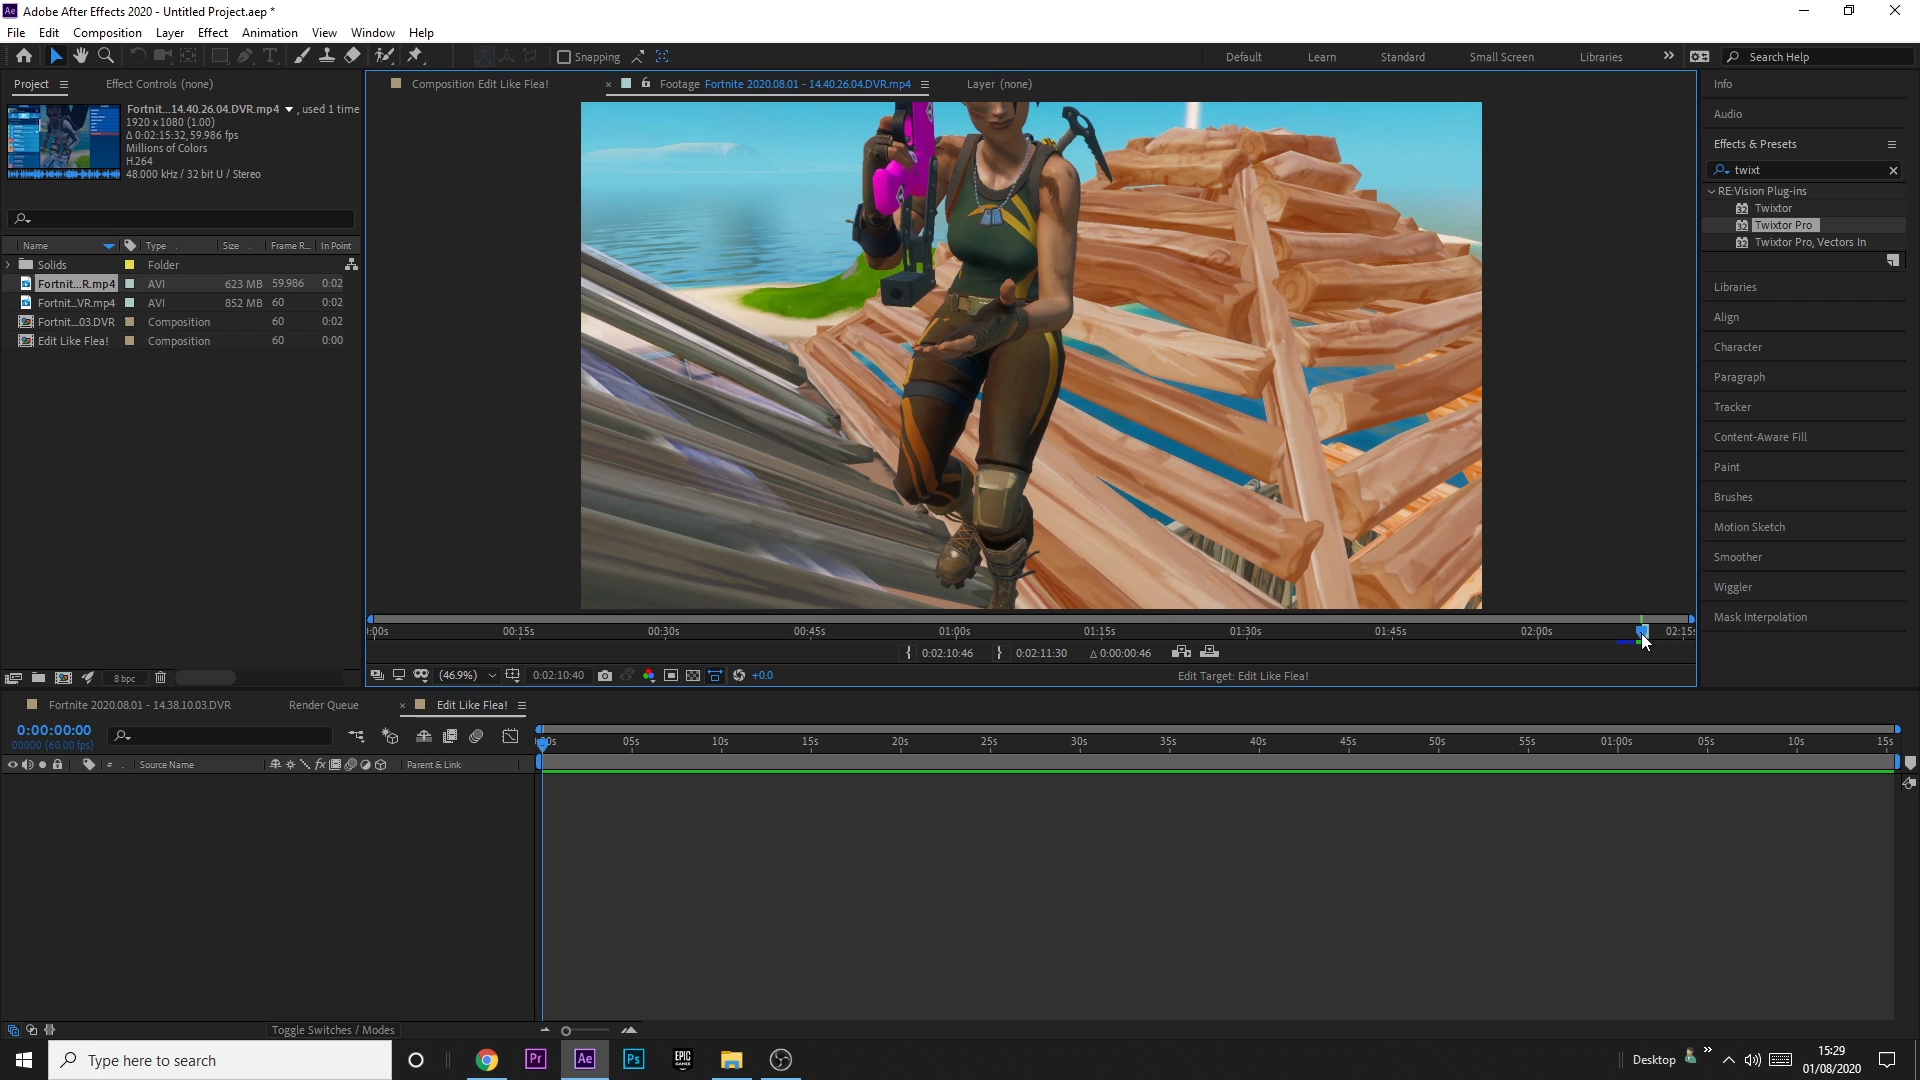 Ae Adobe After Effects 2020 - Untitled Project.aep *
File Edit Composition Layer Effect Animation View Window Help
Snapping Default Learn Standard Small Screen Libraries Search Help
Project Effect Controls (none)
Composition Edit Like Flea!
Footage Fortnite 2020.08.01 - 14.40.26.04.DVR.mp4
Layer (none)
Fortnit...14.40.26.04.DVR.mp4 , used 1 time
1920 x 1080 (1.00)
Δ 0:02:15:32, 59.986 fps
Millions of Colors
H.264
48.000 kHz / 32 bit U / Stereo
Name Type Size Frame R... In Point
Solids Folder
Fortnit...R.mp4 AVI 623 MB 59.986 0:02
Fortnit...VR.mp4 AVI 852 MB 60 0:02
Fortnit...03.DVR Composition 60 0:02
Edit Like Flea! Composition 60 0:00
8 bpc
Info
Audio
Effects & Presets
twixt
RE:Vision Plug-ins
32 Twixtor
32 Twixtor Pro
32 Twixtor Pro, Vectors In
Libraries
Align
Character
Paragraph
Tracker
Content-Aware Fill
Paint
Brushes
Motion Sketch
Smoother
Wiggler
Mask Interpolation
:00s 00:15s 00:30s 00:45s 01:00s 01:15s 01:30s 01:45s 02:00s 02:15s
0:02:10:46 0:02:11:30 Δ 0:00:00:46
(46.9%) 0:02:10:40 +0.0 Edit Target: Edit Like Flea!
Fortnite 2020.08.01 - 14.38.10.03.DVR Render Queue Edit Like Flea!
0:00:00:00
00000 (60.00 fps)
# Source Name fx Parent & Link
00s 05s 10s 15s 20s 25s 30s 35s 40s 45s 50s 55s 01:00s 05s 10s 15s
Toggle Switches / Modes
Type here to search
Pr Ae Ps EPIC GAMES
Desktop
15:29
01/08/2020